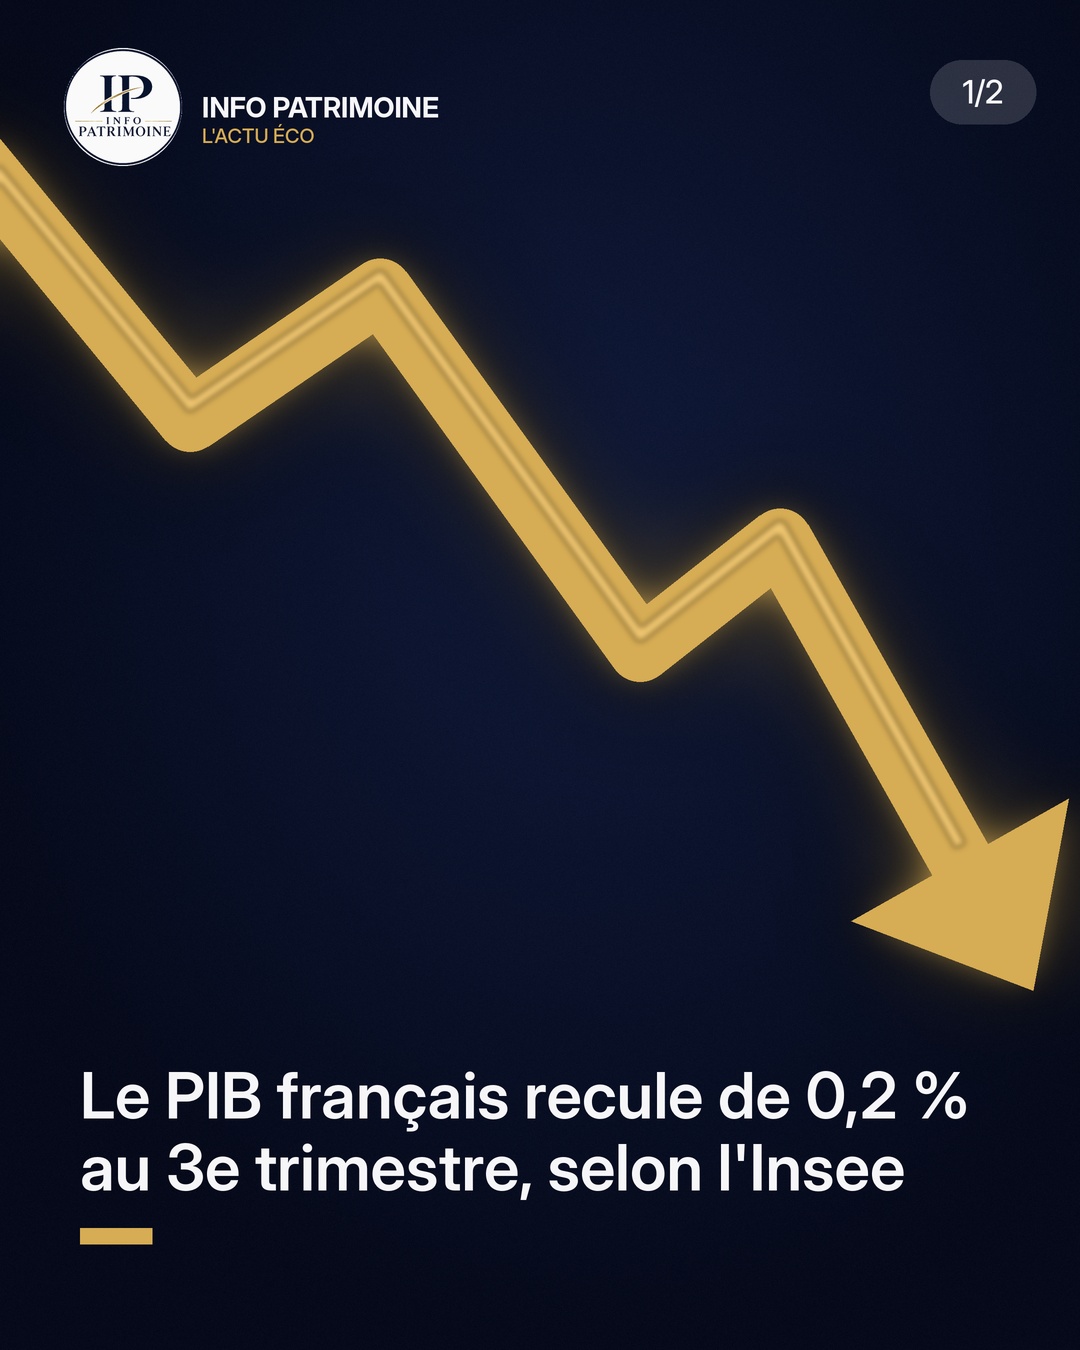 IP
INFO
PATRIMOINE
INFO PATRIMOINE
L'ACTU ÉCO
1/2
Le PIB français recule de 0,2 %
au 3e trimestre, selon l'Insee